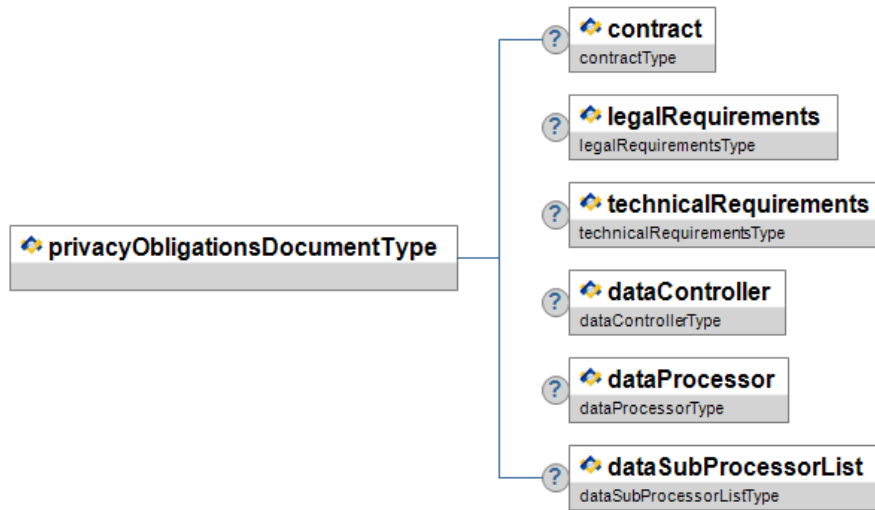 ?
contract
contractType
?
legalRequirements
legalRequirementsType
?
technicalRequirements
technicalRequirementsType
privacyObligationsDocumentType
?
dataController
dataControllerType
?
dataProcessor
dataProcessorType
?
dataSubProcessorList
dataSubProcessorListType